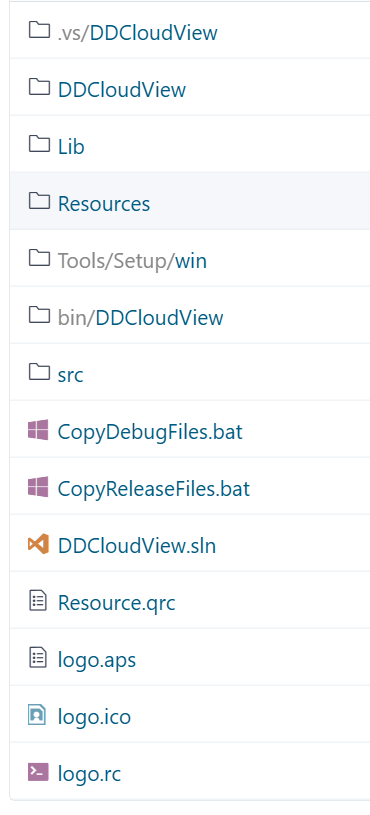 .vs/DDCloudView
DDCloudView
Lib
Resources
Tools/Setup/win
bin/DDCloudView
src
CopyDebugFiles.bat
CopyReleaseFiles.bat
DDCloudView.sln
Resource.qrc
logo.aps
logo.ico
logo.rc